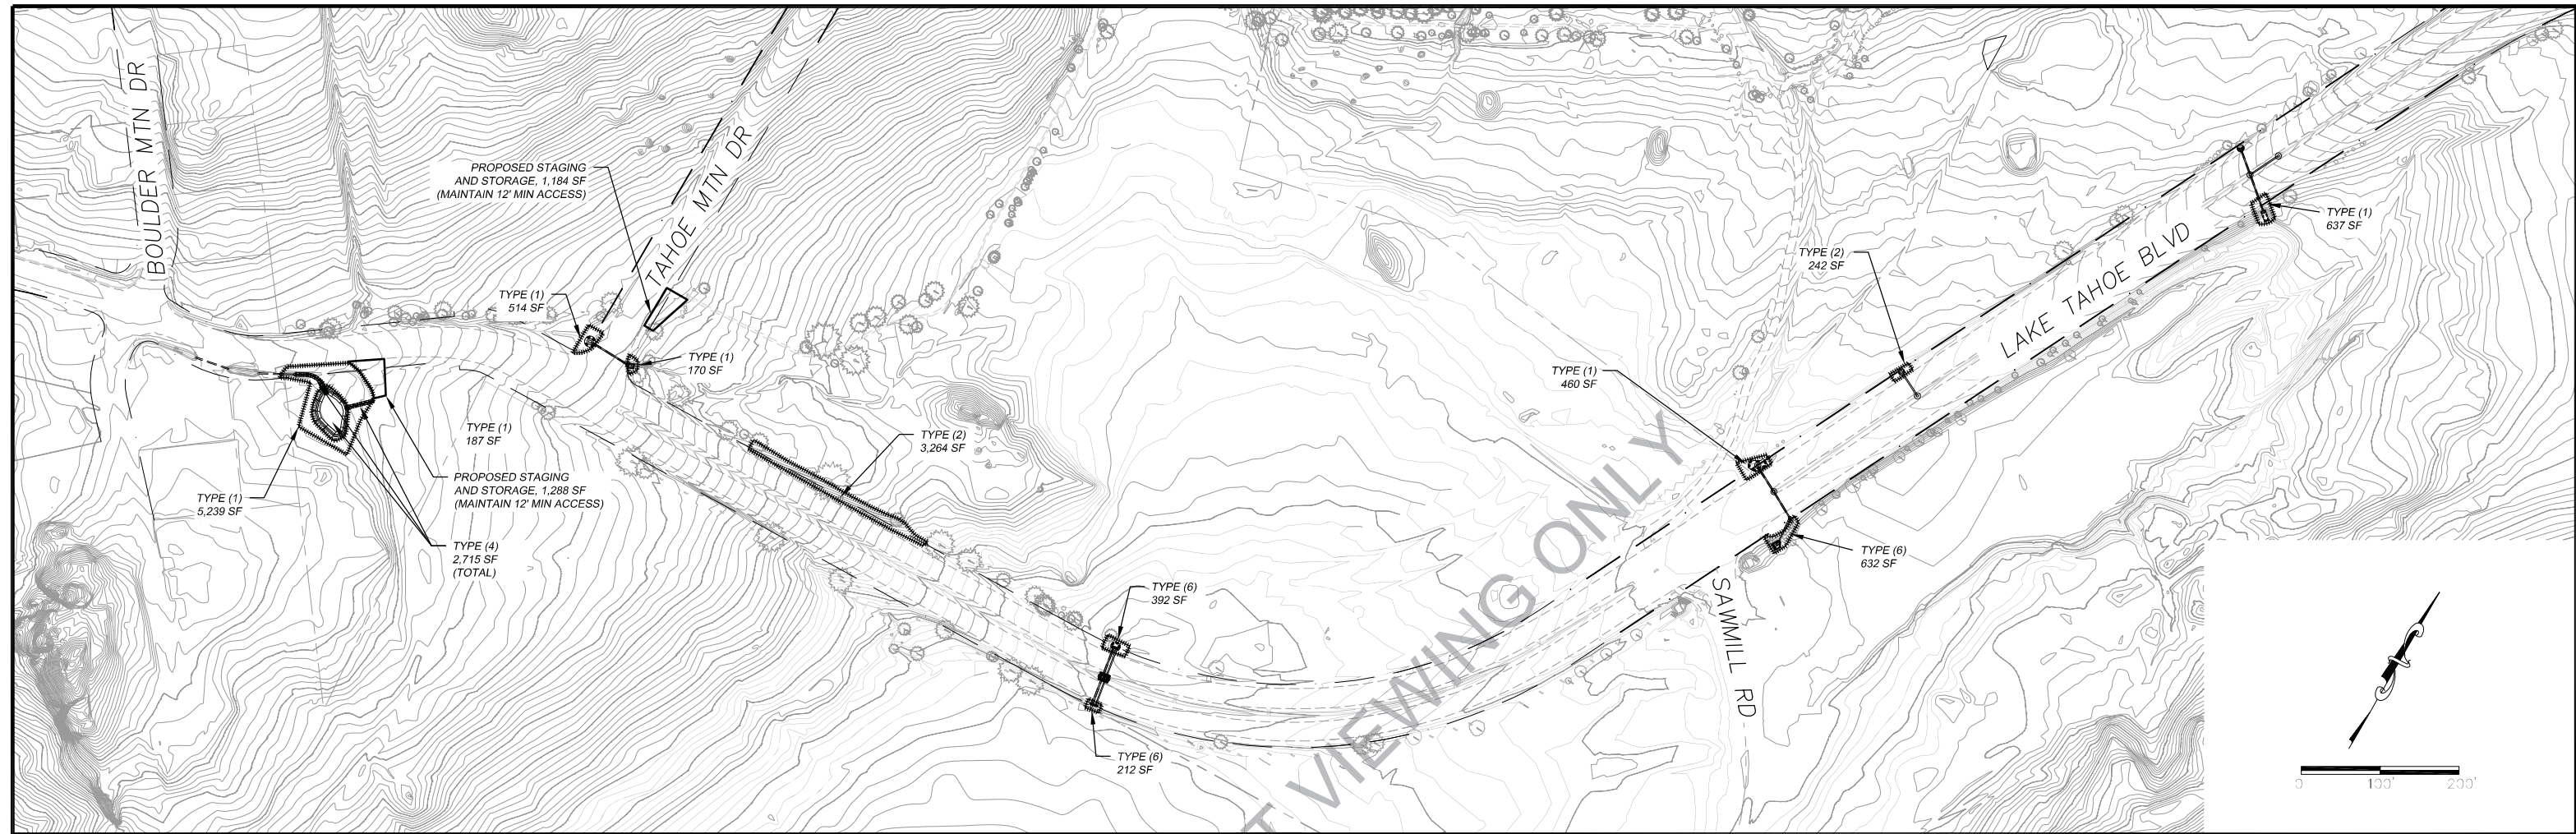 BOULDER MTN DR
PROPOSED STAGING
AND STORAGE, 1,184 SF
(MAINTAIN 12' MIN ACCESS)
TAHOE MTN DR
TYPE (1)
514 SF
TYPE (1)
170 SF
TYPE (1)
187 SF
PROPOSED STAGING
AND STORAGE, 1,288 SF
(MAINTAIN 12' MIN ACCESS)
TYPE (1)
5,239 SF
TYPE (4)
2,715 SF
(TOTAL)
TYPE (2)
3,264 SF
TYPE (6)
392 SF
TYPE (6)
212 SF
TYPE (1)
460 SF
TYPE (2)
242 SF
LAKE TAHOE BLVD
TYPE (1)
637 SF
TYPE (6)
632 SF
SAWMILL RD
VIEWING ONLY
0 100' 200'